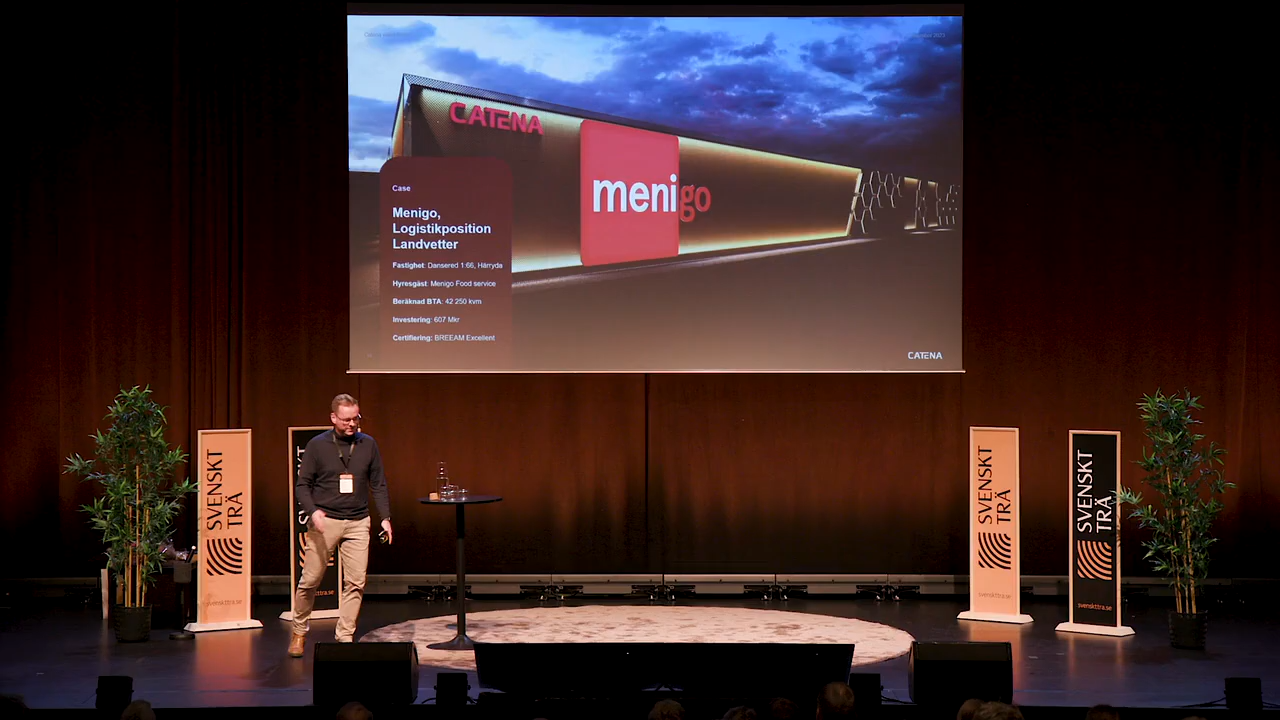 CATENA
menigo
Case
Menigo,
Logistikposition
Landvetter
Fastighet: Dansered 1:66, Härryda
Hyresgäst: Menigo Food service
Beräknad BTA: 42 250 kvm
Investering: 607 Mkr
Certifiering: BREEAM Excellent
CATENA
SVENSKT
TRÄ
svenskttra.se
SVENSKT
SVENSKT
TRÄ
svenskttra.se
SVENSKT
TRÄ
svenskttra.se